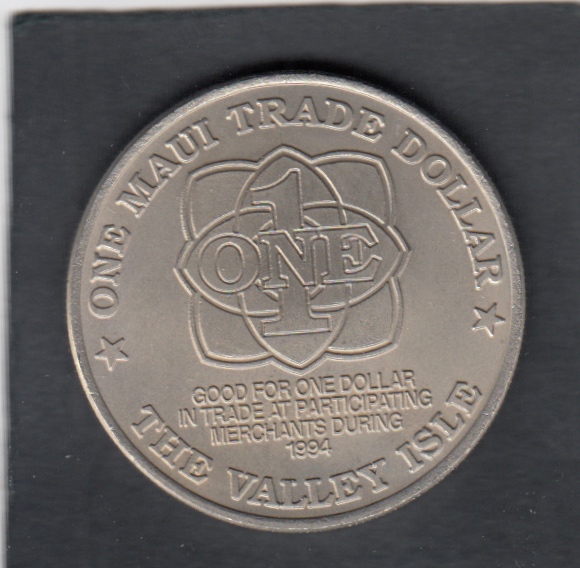 ONE MAUI TRADE DOLLAR
1
ONE
GOOD FOR ONE DOLLAR
IN TRADE AT PARTICIPATING
MERCHANTS DURING
1994
THE VALLEY ISLE